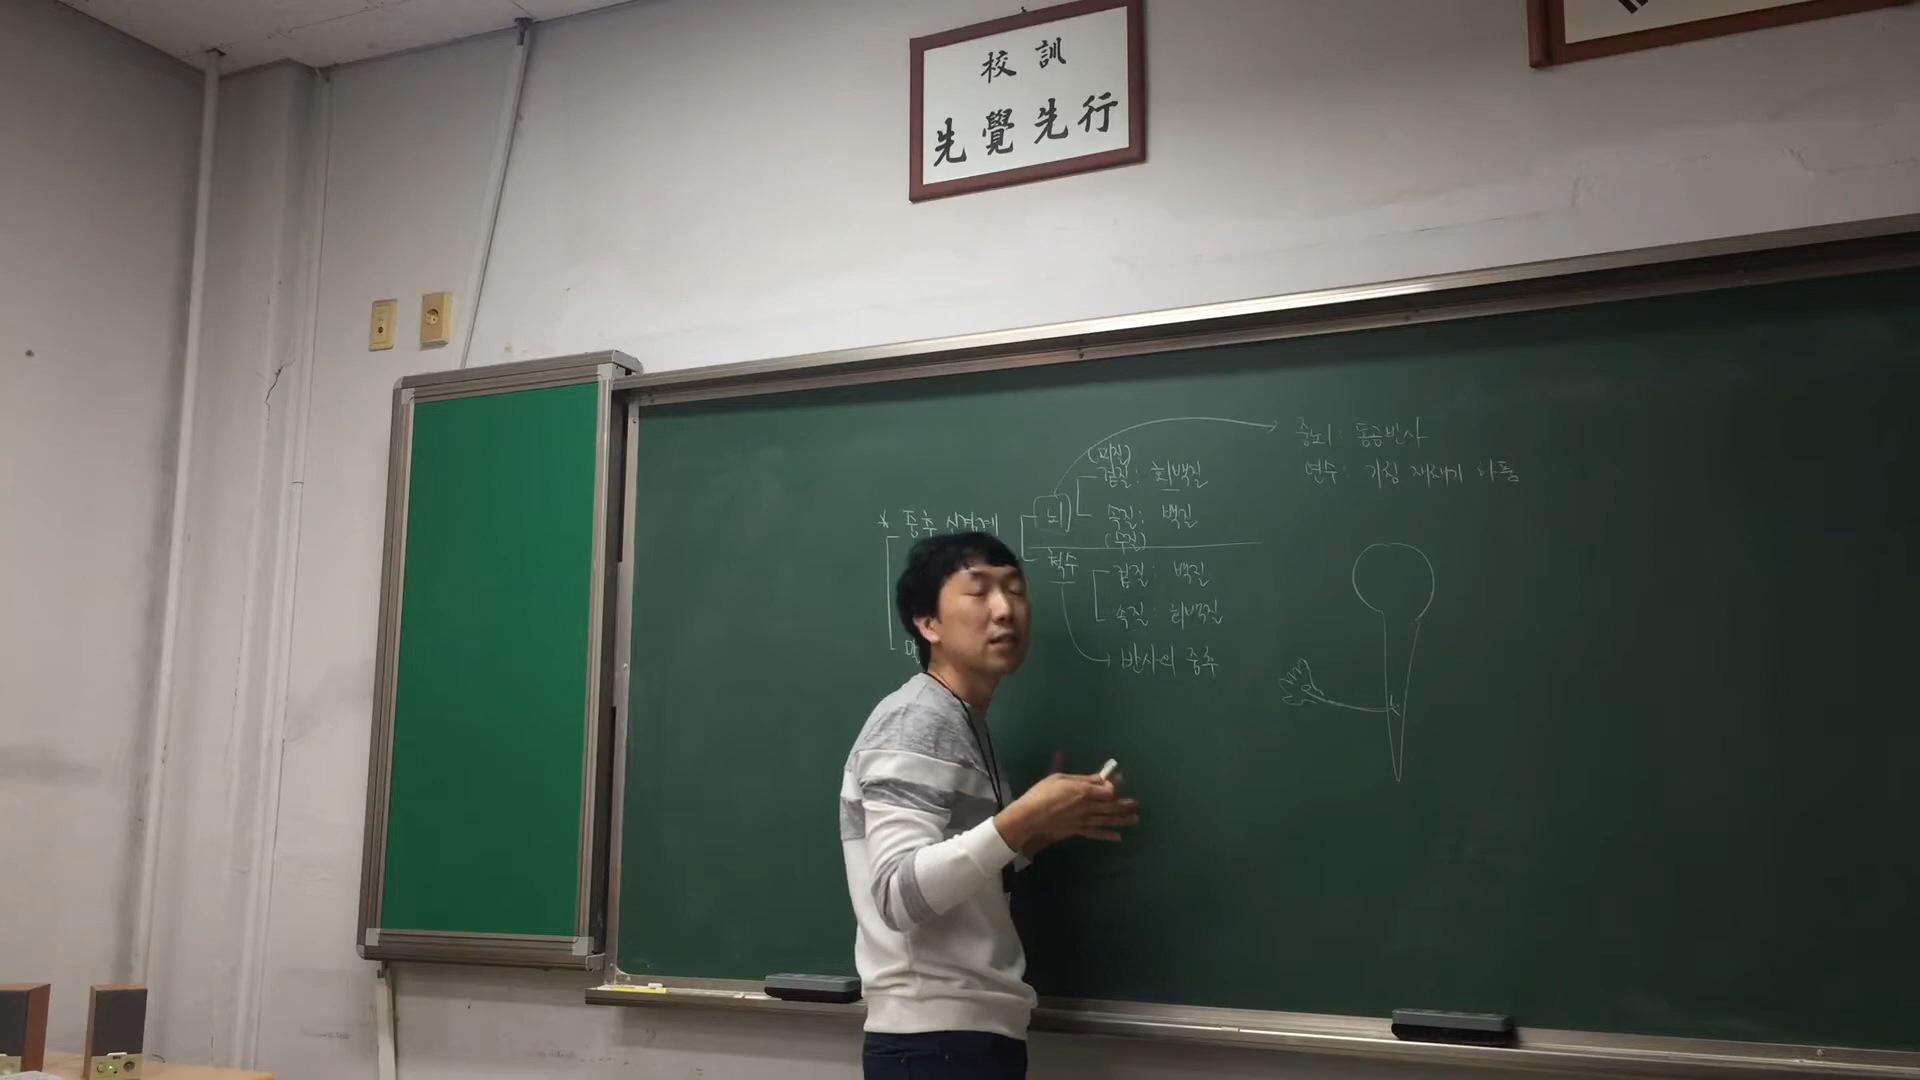 校訓
先覺先行
중뇌: 동공반사
연수: 기침 재채기 하품
(피질)
겉질: 회백질
* 중추 신경계
뇌
속질: 백질
(수질)
척수
겉질: 백질
속질: 회백질
반사의 중추